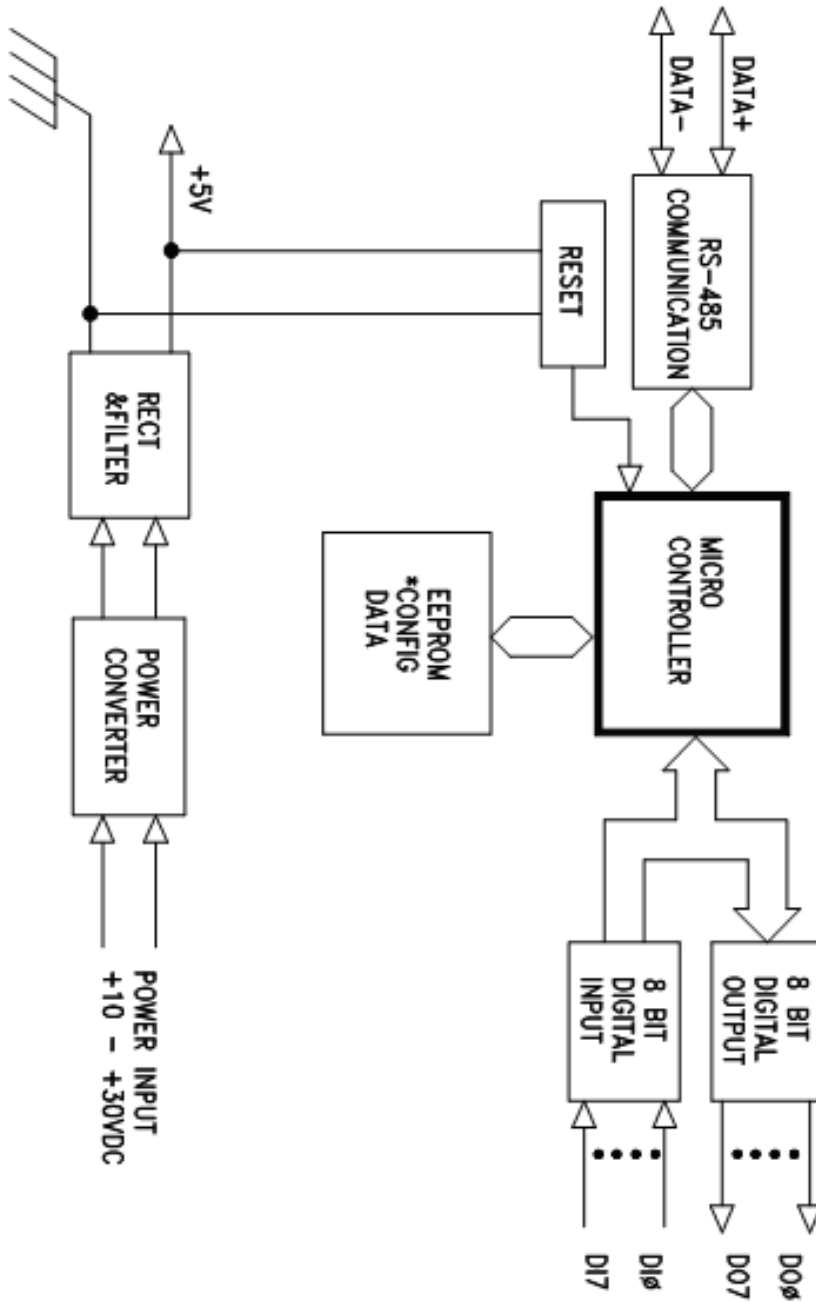 DATA+
DATA-
RS-485
COMMUNICATION
RESET
+5V
RECT
&FILTER
MICRO
CONTROLLER
EEPROM
*CONFIG
DATA
POWER
CONVERTER
8 BIT
DIGITAL
OUTPUT
8 BIT
DIGITAL
INPUT
POWER INPUT
+10 - +30VDC
DOø
DO7
DIø
DI7